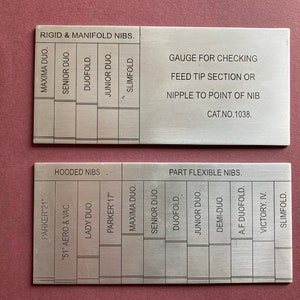 RIGID & MANIFOLD NIBS.
MAXIMA DUO.
SENIOR DUO.
DUOFOLD.
JUNIOR DUO.
SLIMFOLD.
GAUGE FOR CHECKING
FEED TIP SECTION OR
NIPPLE TO POINT OF NIB
CAT.NO.1038.
HOODED NIBS
PART FLEXIBLE NIBS.
PARKER"21"
"51" AERO & VAC
LADY DUO
PARKER"17"
MAXIMA DUO.
SENIOR DUO.
DUOFOLD.
JUNIOR DUO.
DEMI-DUO.
A.F DUOFOLD.
VICTORY. IV.
SLIMFOLD.